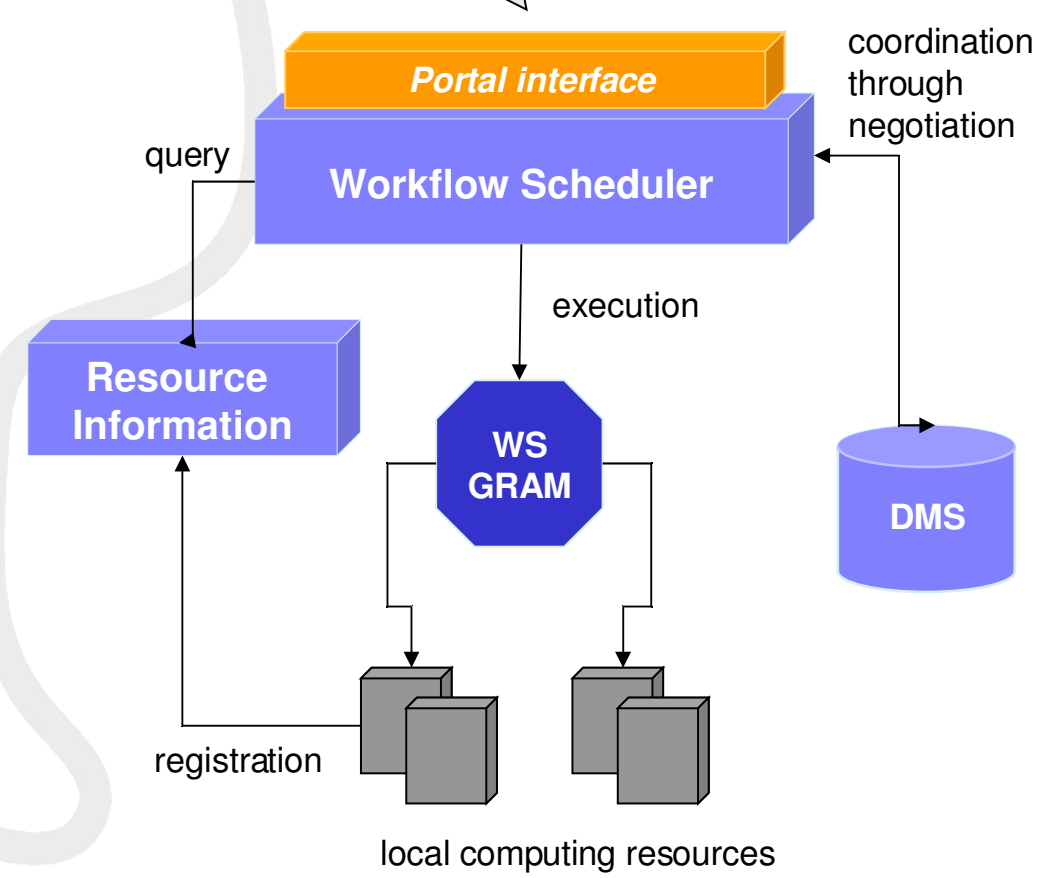 coordination
through
negotiation
Portal interface
query
Workflow Scheduler
execution
Resource
Information
WS
GRAM
DMS
registration
local computing resources